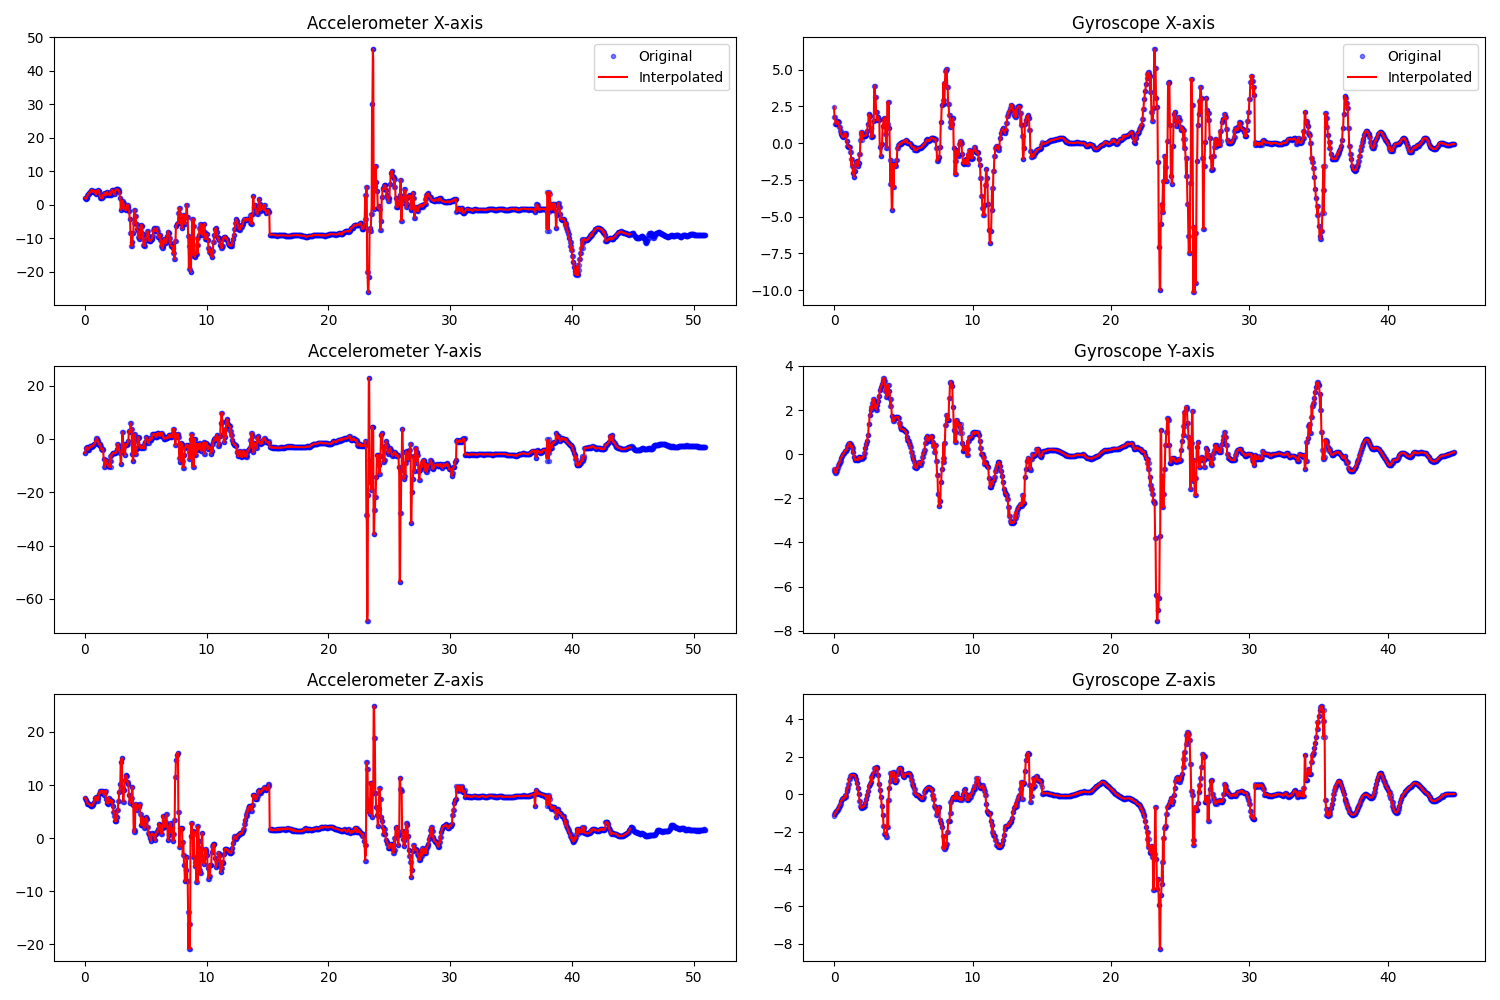 Accelerometer X-axis
50
40
30
20
10
0
−10
−20
0 10 20 30 40 50
Original
Interpolated
Gyroscope X-axis
5.0
2.5
0.0
−2.5
−5.0
−7.5
−10.0
0 10 20 30 40
Original
Interpolated
Accelerometer Y-axis
20
0
−20
−40
−60
0 10 20 30 40 50
Gyroscope Y-axis
4
2
0
−2
−4
−6
−8
0 10 20 30 40
Accelerometer Z-axis
20
10
0
−10
−20
0 10 20 30 40 50
Gyroscope Z-axis
4
2
0
−2
−4
−6
−8
0 10 20 30 40